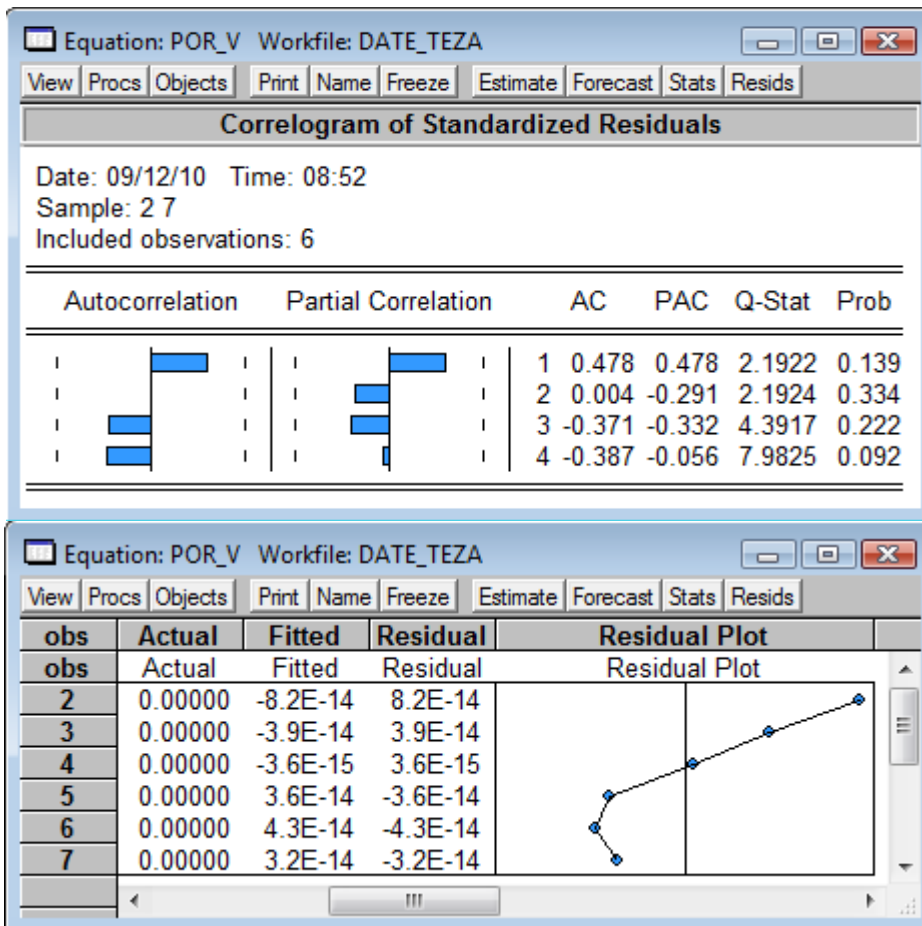 Equation: POR_V Workfile: DATE_TEZA
View Procs Objects Print Name Freeze Estimate Forecast Stats Resids
Correlogram of Standardized Residuals
Date: 09/12/10 Time: 08:52
Sample: 2 7
Included observations: 6
Autocorrelation Partial Correlation AC PAC Q-Stat Prob
1 0.478 0.478 2.1922 0.139
2 0.004 -0.291 2.1924 0.334
3 -0.371 -0.332 4.3917 0.222
4 -0.387 -0.056 7.9825 0.092
Equation: POR_V Workfile: DATE_TEZA
View Procs Objects Print Name Freeze Estimate Forecast Stats Resids
obs Actual Fitted Residual Residual Plot
obs Actual Fitted Residual Residual Plot
2 0.00000 -8.2E-14 8.2E-14
3 0.00000 -3.9E-14 3.9E-14
4 0.00000 -3.6E-15 3.6E-15
5 0.00000 3.6E-14 -3.6E-14
6 0.00000 4.3E-14 -4.3E-14
7 0.00000 3.2E-14 -3.2E-14